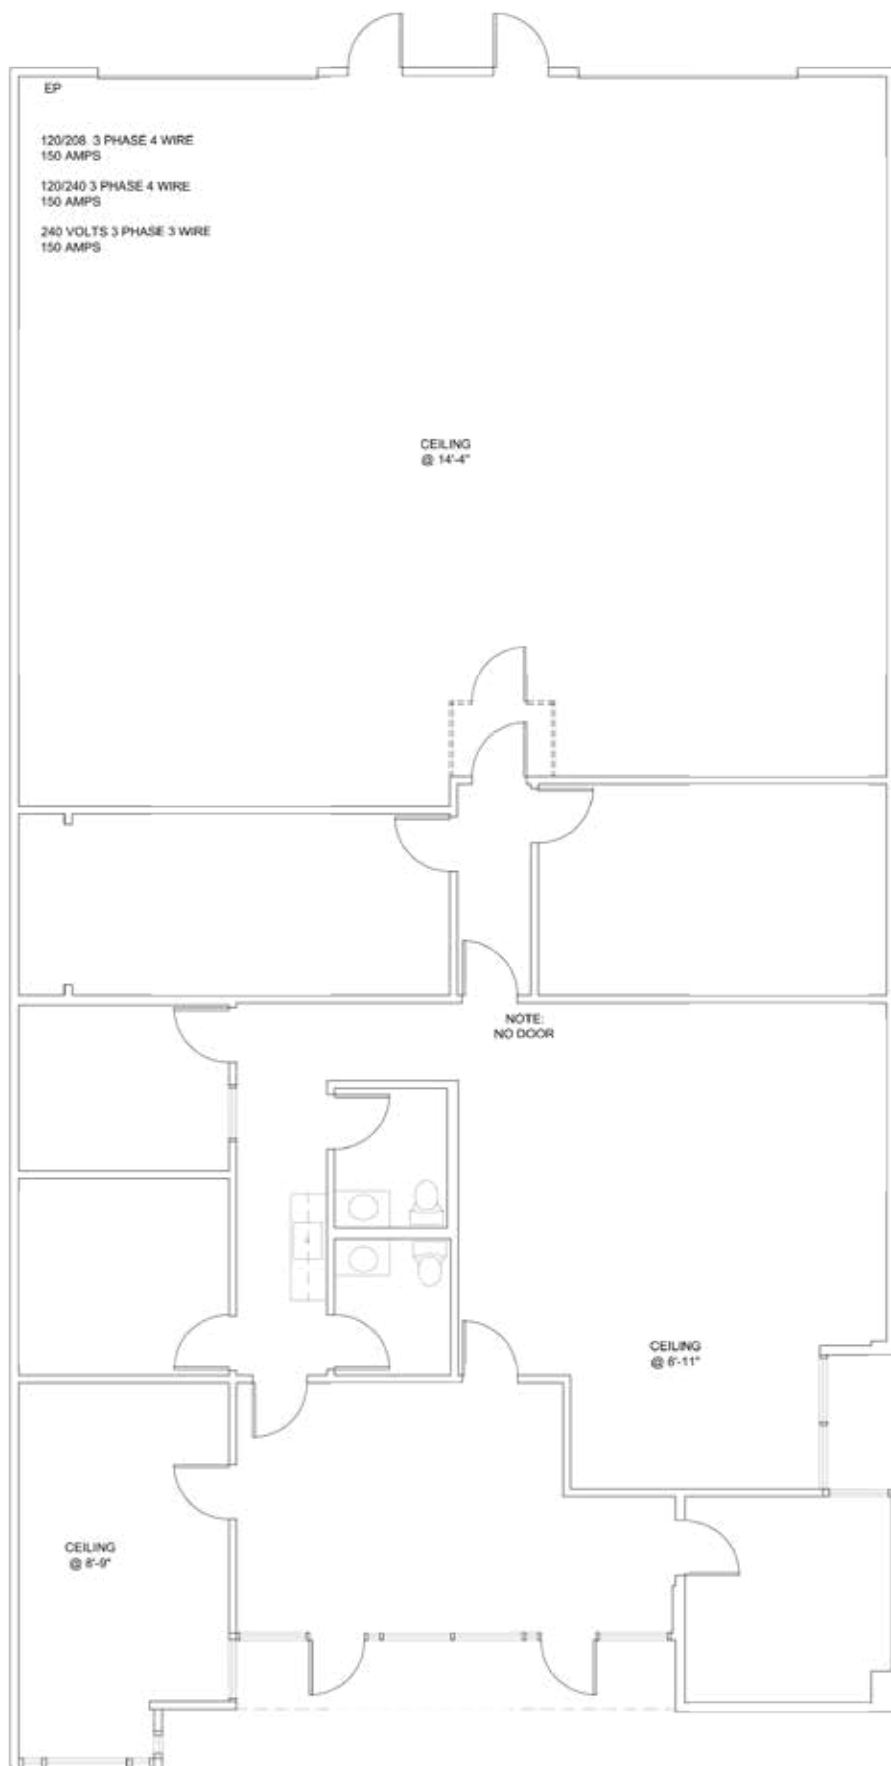 EP
120/208 3 PHASE 4 WIRE
150 AMPS
120/240 3 PHASE 4 WIRE
150 AMPS
240 VOLTS 3 PHASE 3 WIRE
150 AMPS
CEILING
@ 14'-4"
NOTE:
NO DOOR
CEILING
@ 8'-11"
CEILING
@ 8'-9"